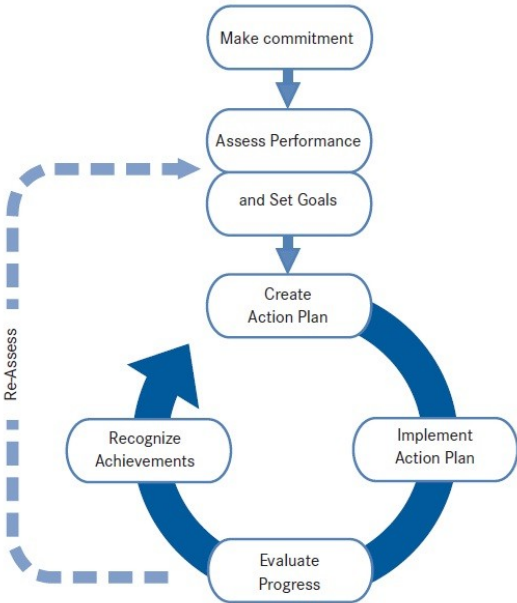 Make commitment
Assess Performance
and Set Goals
Create
Action Plan
Re-Assess
Recognize
Achievements
Implement
Action Plan
Evaluate
Progress